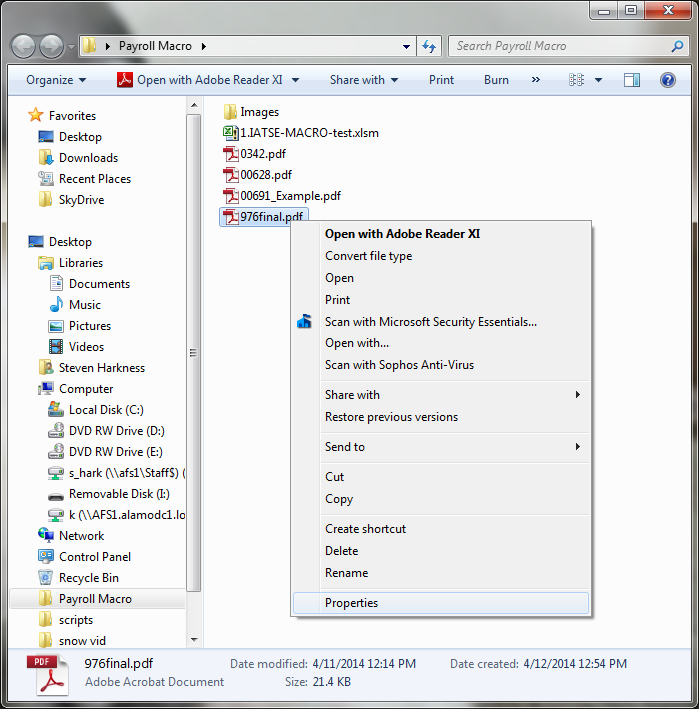 Payroll Macro
Search Payroll Macro
Organize
Open with Adobe Reader XI
Share with
Print
Burn
»
Favorites
Desktop
Downloads
Recent Places
SkyDrive
Desktop
Libraries
Documents
Music
Pictures
Videos
Steven Harkness
Computer
Local Disk (C:)
DVD RW Drive (D:)
DVD RW Drive (E:)
s_hark (\\afs1\Staff$) (
Removable Disk (I:)
k (\\AFS1.alamodc1.lo
Network
Control Panel
Recycle Bin
Payroll Macro
scripts
snow vid
Images
1.IATSE-MACRO-test.xlsm
0342.pdf
00628.pdf
00691_Example.pdf
976final.pdf
Open with Adobe Reader XI
Convert file type
Open
Print
Scan with Microsoft Security Essentials...
Open with...
Scan with Sophos Anti-Virus
Share with
Restore previous versions
Send to
Cut
Copy
Create shortcut
Delete
Rename
Properties
PDF
976final.pdf
Date modified: 4/11/2014 12:14 PM
Date created: 4/12/2014 12:54 PM
Adobe Acrobat Document
Size: 21.4 KB